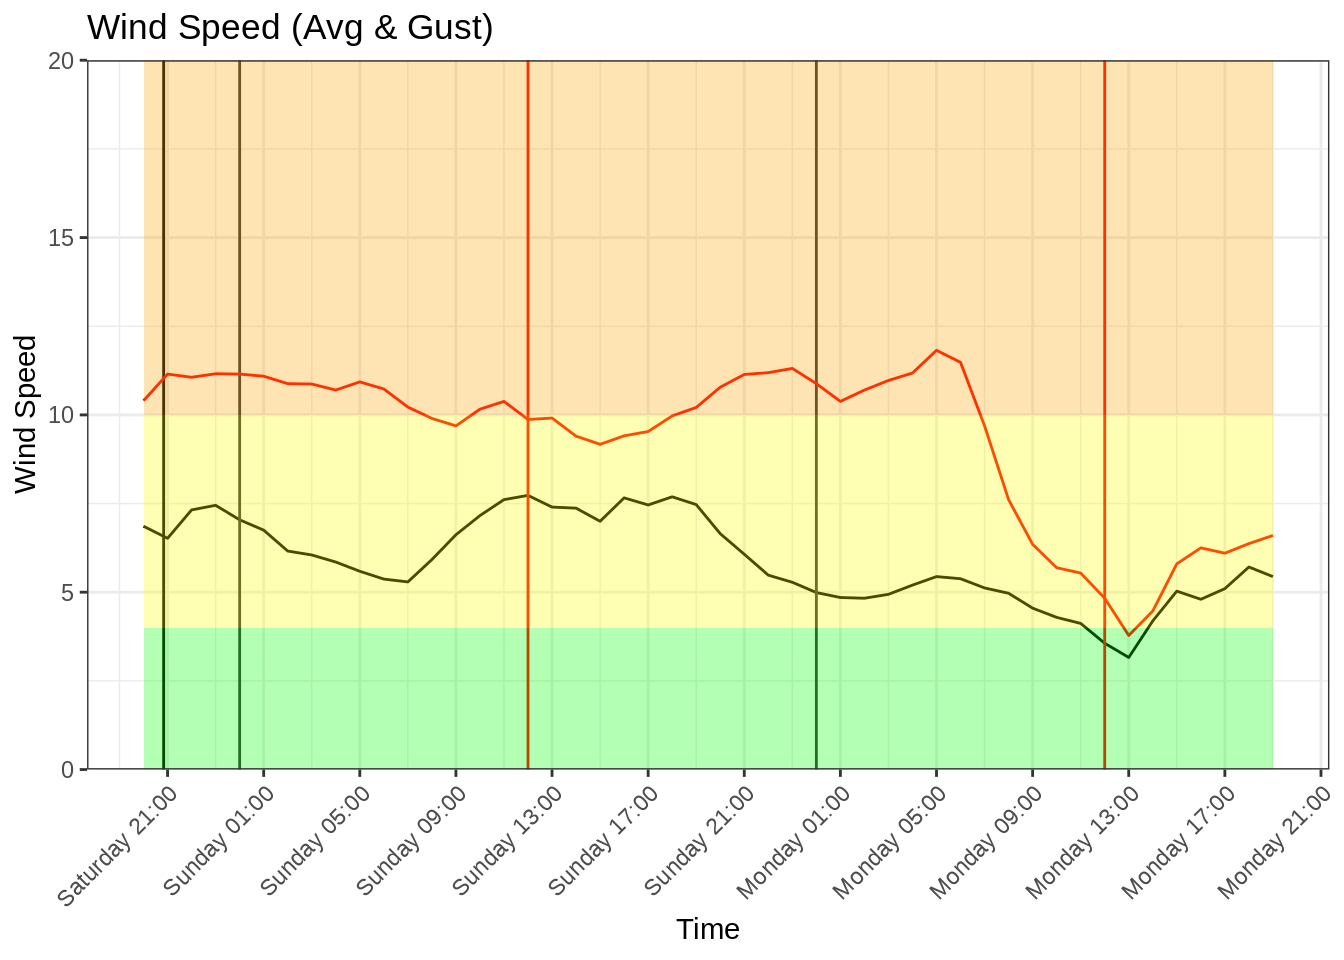 Wind Speed (Avg & Gust)
20
15
10
5
0
Wind Speed
Saturday 21:00
Sunday 01:00
Sunday 05:00
Sunday 09:00
Sunday 13:00
Sunday 17:00
Sunday 21:00
Monday 01:00
Monday 05:00
Monday 09:00
Monday 13:00
Monday 17:00
Monday 21:00
Time